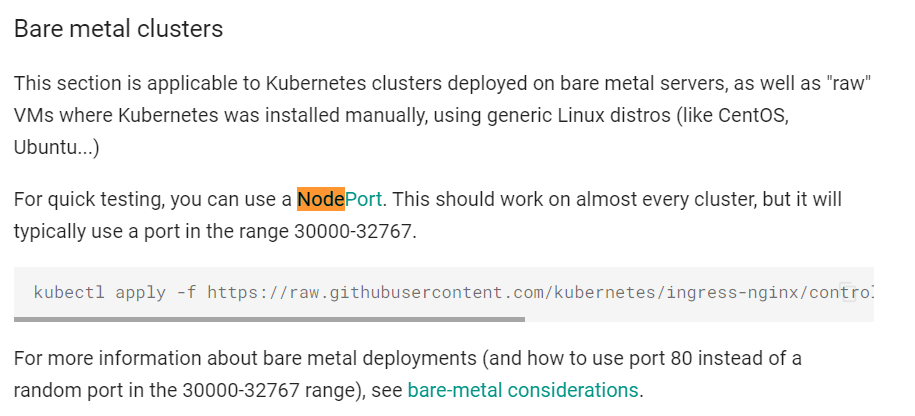 Bare metal clusters
This section is applicable to Kubernetes clusters deployed on bare metal servers, as well as "raw"
VMs where Kubernetes was installed manually, using generic Linux distros (like CentOS,
Ubuntu...)
For quick testing, you can use a NodePort. This should work on almost every cluster, but it will
typically use a port in the range 30000-32767.
kubectl apply -f https://raw.githubusercontent.com/kubernetes/ingress-nginx/control
For more information about bare metal deployments (and how to use port 80 instead of a
random port in the 30000-32767 range), see bare-metal considerations.